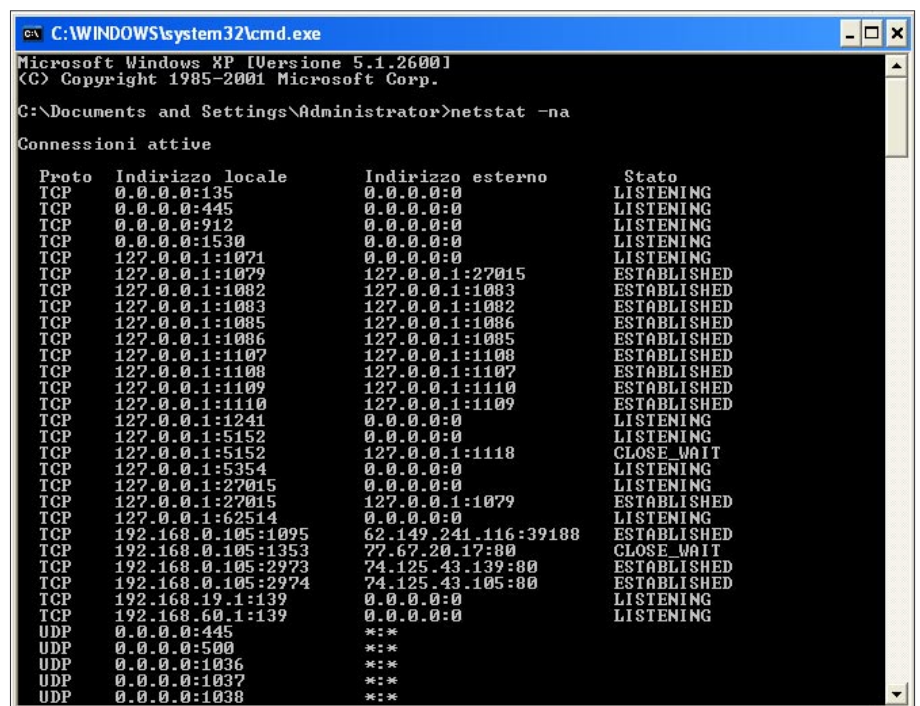 C:\WINDOWS\system32\cmd.exe
Microsoft Windows XP [Versione 5.1.2600]
(C) Copyright 1985-2001 Microsoft Corp.
C:\Documents and Settings\Administrator>netstat -na
Connessioni attive
Proto Indirizzo locale Indirizzo esterno Stato
TCP 0.0.0.0:135 0.0.0.0:0 LISTENING
TCP 0.0.0.0:445 0.0.0.0:0 LISTENING
TCP 0.0.0.0:912 0.0.0.0:0 LISTENING
TCP 0.0.0.0:1530 0.0.0.0:0 LISTENING
TCP 127.0.0.1:1071 0.0.0.0:0 LISTENING
TCP 127.0.0.1:1079 127.0.0.1:27015 ESTABLISHED
TCP 127.0.0.1:1082 127.0.0.1:1083 ESTABLISHED
TCP 127.0.0.1:1083 127.0.0.1:1082 ESTABLISHED
TCP 127.0.0.1:1085 127.0.0.1:1086 ESTABLISHED
TCP 127.0.0.1:1086 127.0.0.1:1085 ESTABLISHED
TCP 127.0.0.1:1107 127.0.0.1:1108 ESTABLISHED
TCP 127.0.0.1:1108 127.0.0.1:1107 ESTABLISHED
TCP 127.0.0.1:1109 127.0.0.1:1110 ESTABLISHED
TCP 127.0.0.1:1110 127.0.0.1:1109 ESTABLISHED
TCP 127.0.0.1:1241 0.0.0.0:0 LISTENING
TCP 127.0.0.1:5152 0.0.0.0:0 LISTENING
TCP 127.0.0.1:5152 127.0.0.1:1118 CLOSE_WAIT
TCP 127.0.0.1:5354 0.0.0.0:0 LISTENING
TCP 127.0.0.1:27015 0.0.0.0:0 LISTENING
TCP 127.0.0.1:27015 127.0.0.1:1079 ESTABLISHED
TCP 127.0.0.1:62514 0.0.0.0:0 LISTENING
TCP 192.168.0.105:1095 62.149.241.116:39188 ESTABLISHED
TCP 192.168.0.105:1353 77.67.20.17:80 CLOSE_WAIT
TCP 192.168.0.105:2973 74.125.43.139:80 ESTABLISHED
TCP 192.168.0.105:2974 74.125.43.105:80 ESTABLISHED
TCP 192.168.19.1:139 0.0.0.0:0 LISTENING
TCP 192.168.60.1:139 0.0.0.0:0 LISTENING
UDP 0.0.0.0:445 *:*
UDP 0.0.0.0:500 *:*
UDP 0.0.0.0:1036 *:*
UDP 0.0.0.0:1037 *:*
UDP 0.0.0.0:1038 *:*